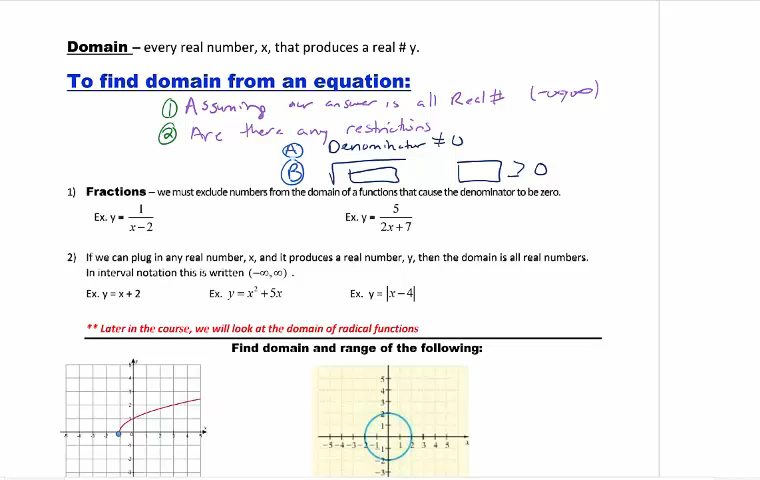 Domain – every real number, x, that produces a real # y.
To find domain from an equation:
① Assuming our answer is all Real # (-∞,∞)
② Are there any restrictions
Ⓐ Denominator ≠ 0
Ⓑ √▭ ▭ ≥ 0
1) Fractions – we must exclude numbers from the domain of a functions that cause the denominator to be zero.
Ex. y = 1/(x−2) Ex. y = 5/(2x+7)
2) If we can plug in any real number, x, and it produces a real number, y, then the domain is all real numbers.
In interval notation this is written (−∞,∞) .
Ex. y = x + 2 Ex. y = x² + 5x Ex. y = |x − 4|
** Later in the course, we will look at the domain of radical functions
Find domain and range of the following: